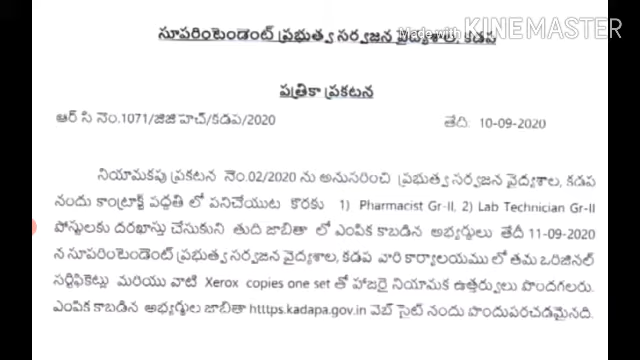 Made with KINEMASTER
సూపరింటెండెంట్ ప్రభుత్వ సర్వజన వైద్యశాల, కడప
పత్రికా ప్రకటన
ఆర్ సి నెం.1071/జిజిహచ్/కడప/2020 తేది: 10-09-2020
నియామకపు ప్రకటన నెం.02/2020 ను అనుసరించి ప్రభుత్వ సర్వజన వైద్యశాల, కడప
నందు కాంట్రాక్ట్ పద్ధతి లో పనిచేయుట కొరకు 1) Pharmacist Gr-II, 2) Lab Technician Gr-II
పోస్టులకు దరఖాస్తు చేసుకుని తుది జాబితా లో ఎంపిక కాబడిన అభ్యర్థులు తేదీ 11-09-2020
న సూపరింటెండెంట్ ప్రభుత్వ సర్వజన వైద్యశాల, కడప వారి కార్యాలయము లో తమ ఒరిజినల్
సర్టిఫికెట్లు మరియు వాటి Xerox copies one set తో హాజరై నియామక ఉత్తర్వులు పొందగలరు.
ఎంపిక కాబడిన అభ్యర్థుల జాబితా htttps.kadapa.gov.in వెబ్ సైట్ నందు పొందుపరచడమైనది.